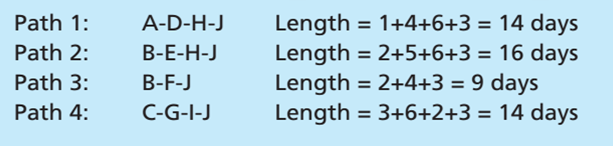 Path 1: A-D-H-J Length = 1+4+6+3 = 14 days
Path 2: B-E-H-J Length = 2+5+6+3 = 16 days
Path 3: B-F-J Length = 2+4+3 = 9 days
Path 4: C-G-I-J Length = 3+6+2+3 = 14 days